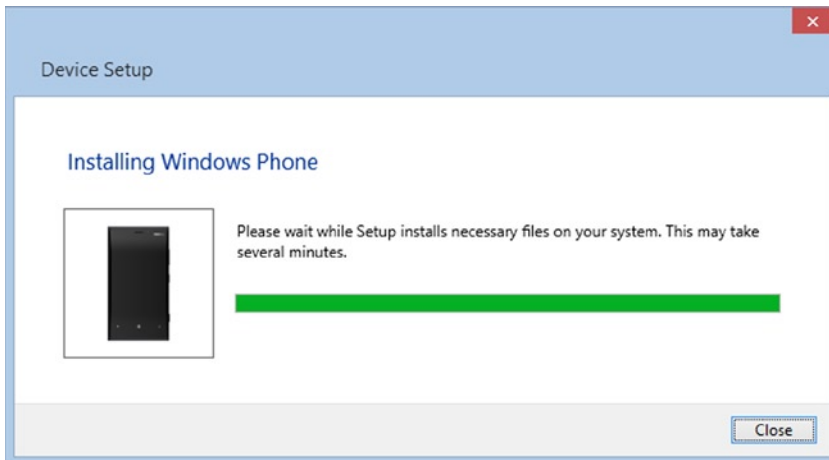 Device Setup
Installing Windows Phone
Please wait while Setup installs necessary files on your system. This may take
several minutes.
Close